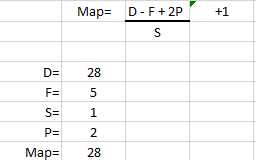 Map= D - F + 2P +1
S
D= 28
F= 5
S= 1
P= 2
Map= 28